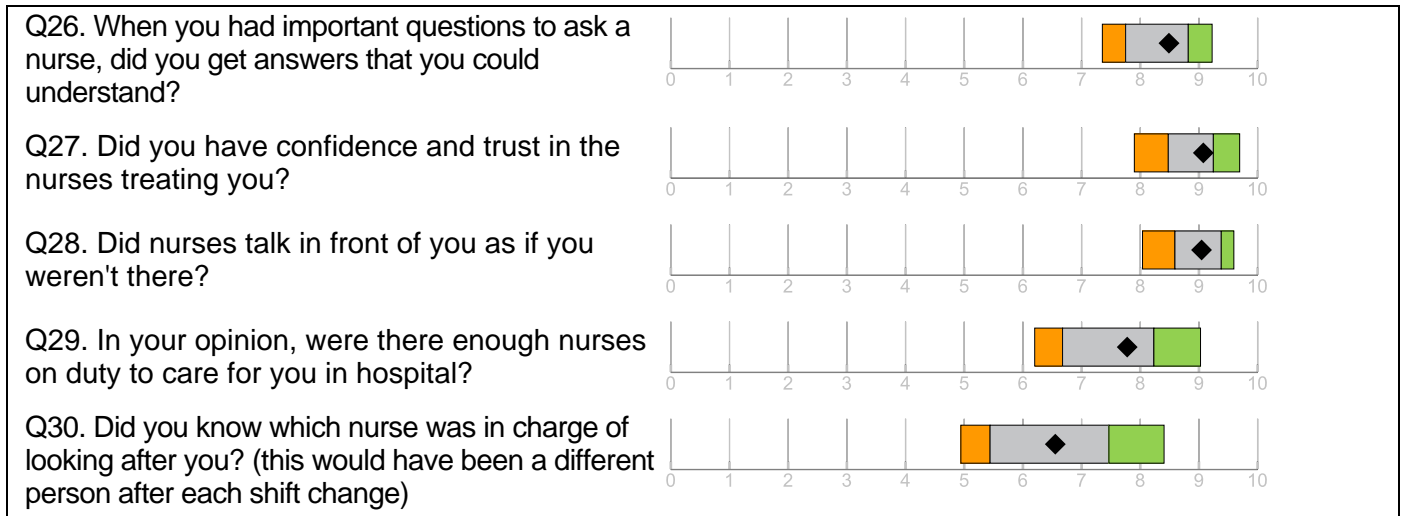 Q26. When you had important questions to ask a
nurse, did you get answers that you could
understand?
0 1 2 3 4 5 6 7 8 9 10
Q27. Did you have confidence and trust in the
nurses treating you?
0 1 2 3 4 5 6 7 8 9 10
Q28. Did nurses talk in front of you as if you
weren't there?
0 1 2 3 4 5 6 7 8 9 10
Q29. In your opinion, were there enough nurses
on duty to care for you in hospital?
0 1 2 3 4 5 6 7 8 9 10
Q30. Did you know which nurse was in charge of
looking after you? (this would have been a different
person after each shift change)
0 1 2 3 4 5 6 7 8 9 10